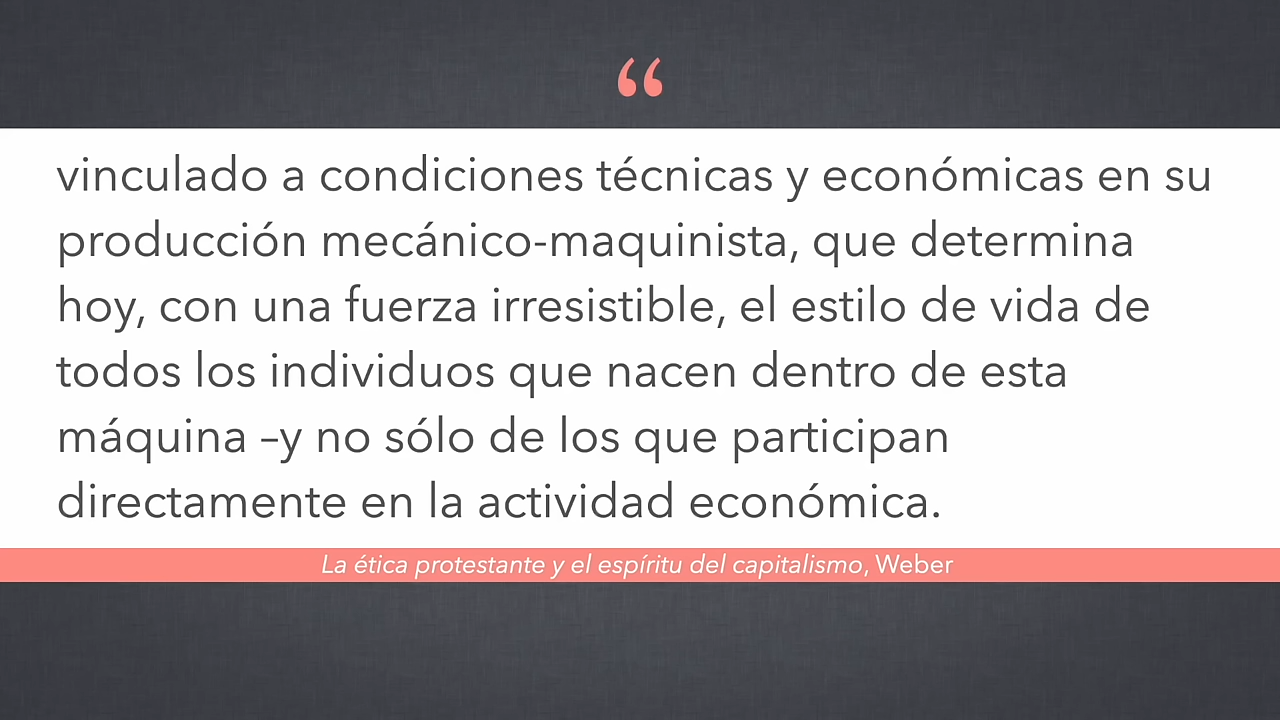 “
vinculado a condiciones técnicas y económicas en su
producción mecánico-maquinista, que determina
hoy, con una fuerza irresistible, el estilo de vida de
todos los individuos que nacen dentro de esta
máquina –y no sólo de los que participan
directamente en la actividad económica.
La ética protestante y el espíritu del capitalismo, Weber